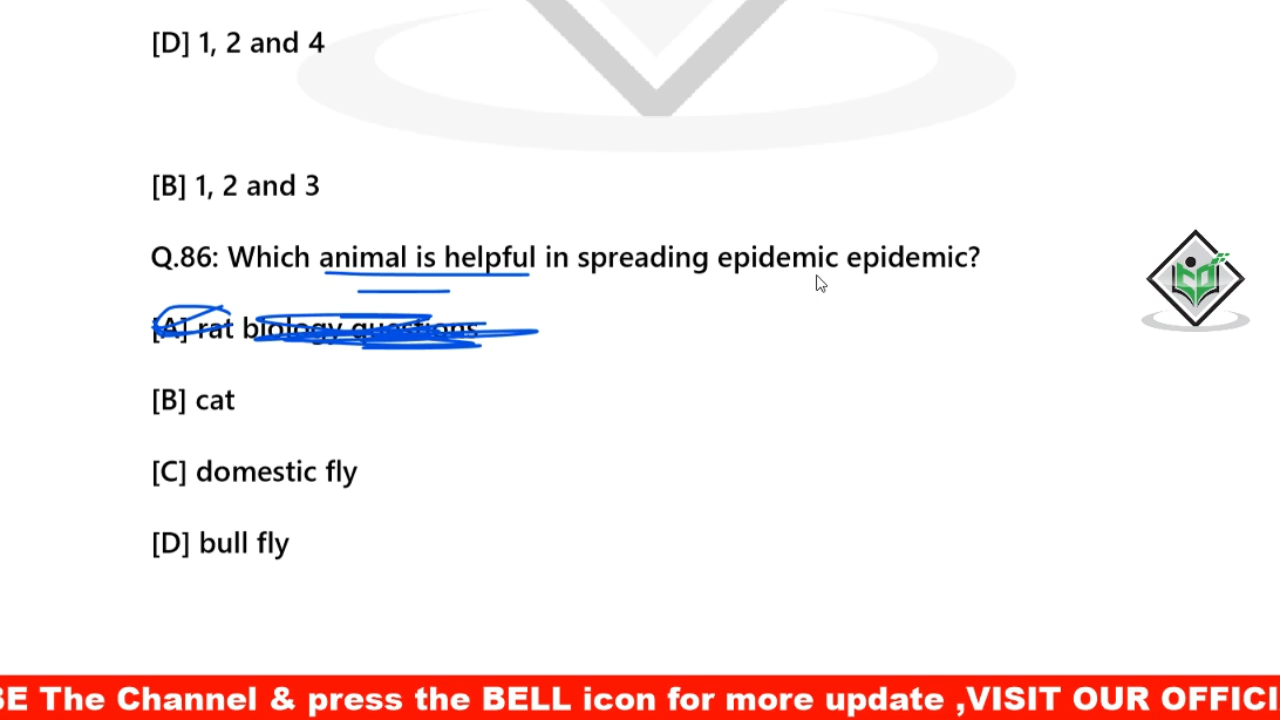 [D] 1, 2 and 4
[B] 1, 2 and 3
Q.86: Which animal is helpful in spreading epidemic epidemic?
[A] rat biology questions
[B] cat
[C] domestic fly
[D] bull fly
BE The Channel & press the BELL icon for more update ,VISIT OUR OFFICI